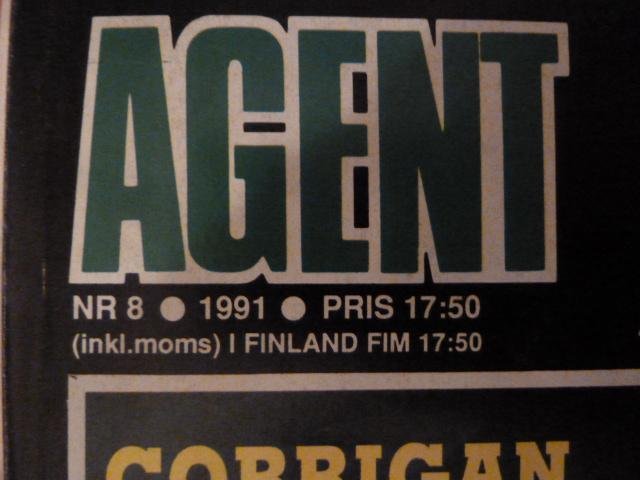 AGENT
NR 8 ● 1991 ● PRIS 17:50
(inkl.moms) I FINLAND FIM 17:50
CORRIGAN